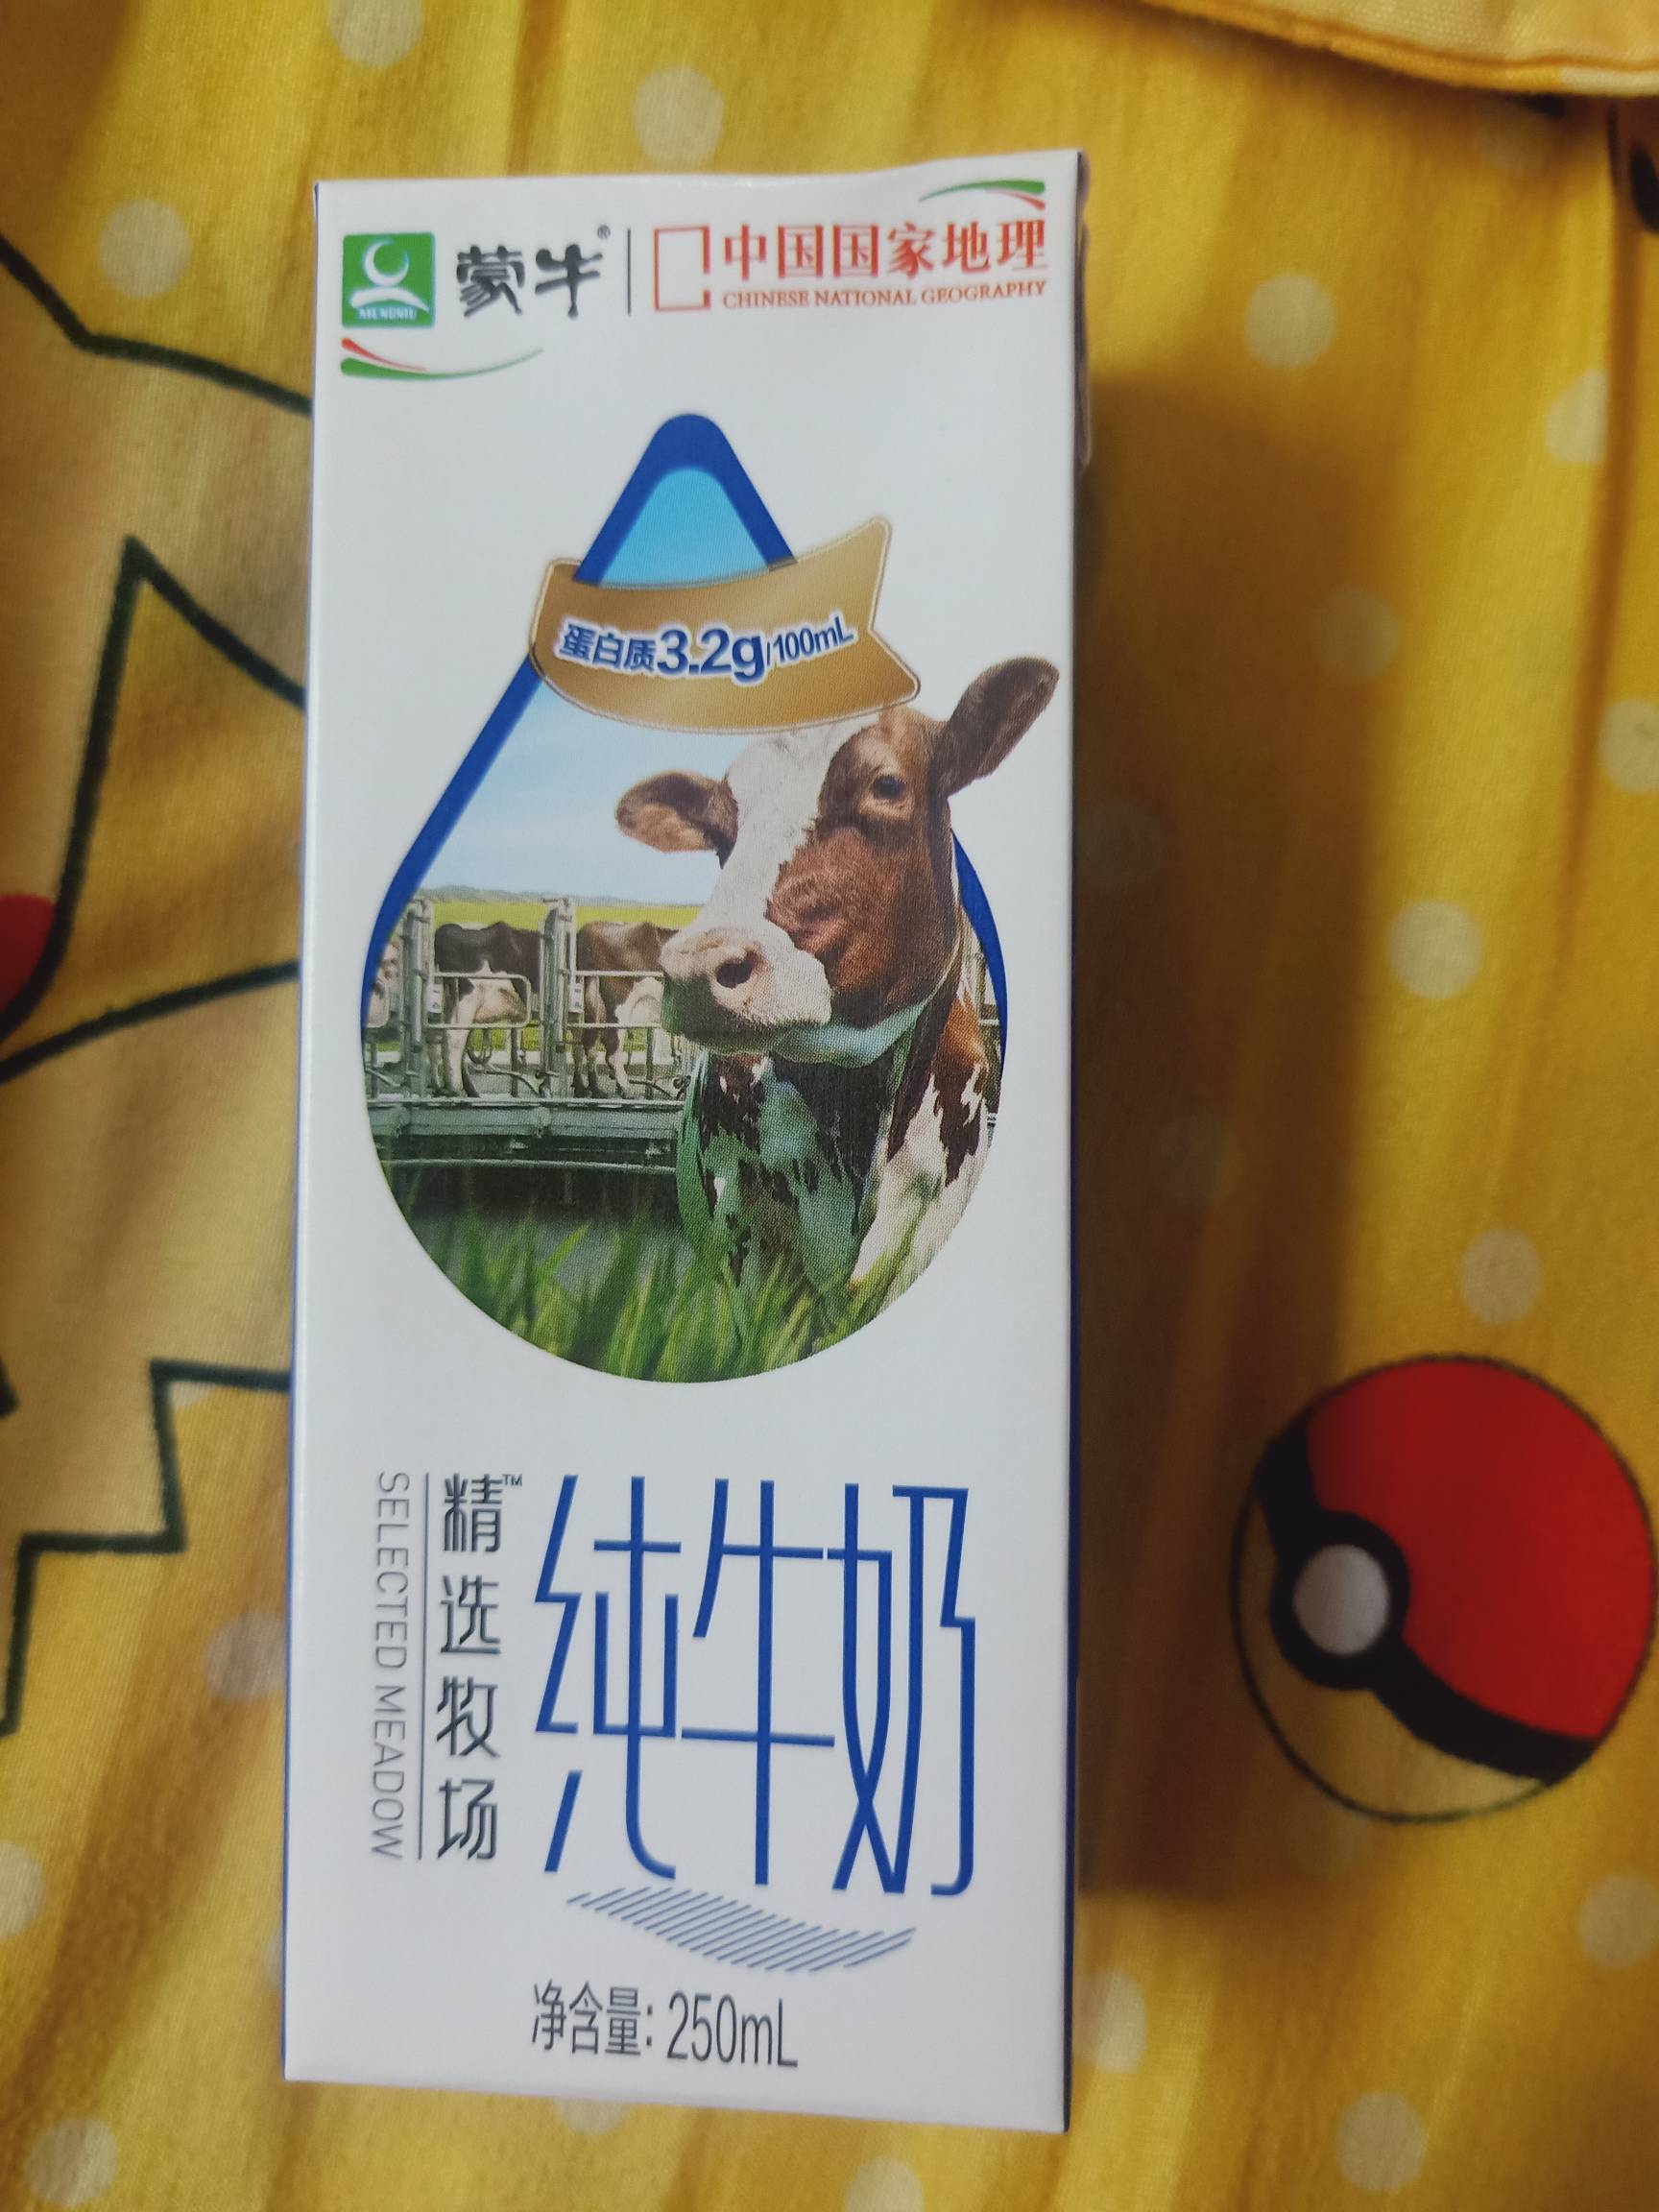 MENGNIU
蒙牛®
中国国家地理
CHINESE NATIONAL GEOGRAPHY
蛋白质3.2g/100mL
SELECTED MEADOW
精选牧场™
纯牛奶
净含量: 250mL